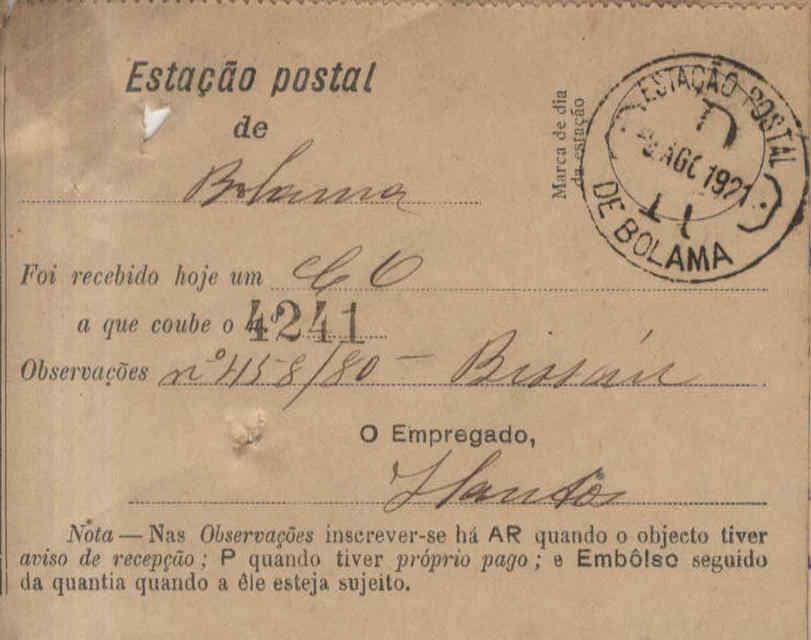 Estação postal
de
Bolama
Marca de dia
da estação
ESTAÇÃO POSTAL
AGO 1921
DE BOLAMA
Foi recebido hoje um
a que coube o n.º 4241
Observações nº 458/80 - Bissau
O Empregado,
Santos
Nota — Nas Observações inscrever-se há AR quando o objecto tiver
aviso de recepção; P quando tiver próprio pago; e Embôlso seguido
da quantia quando a êle esteja sujeito.